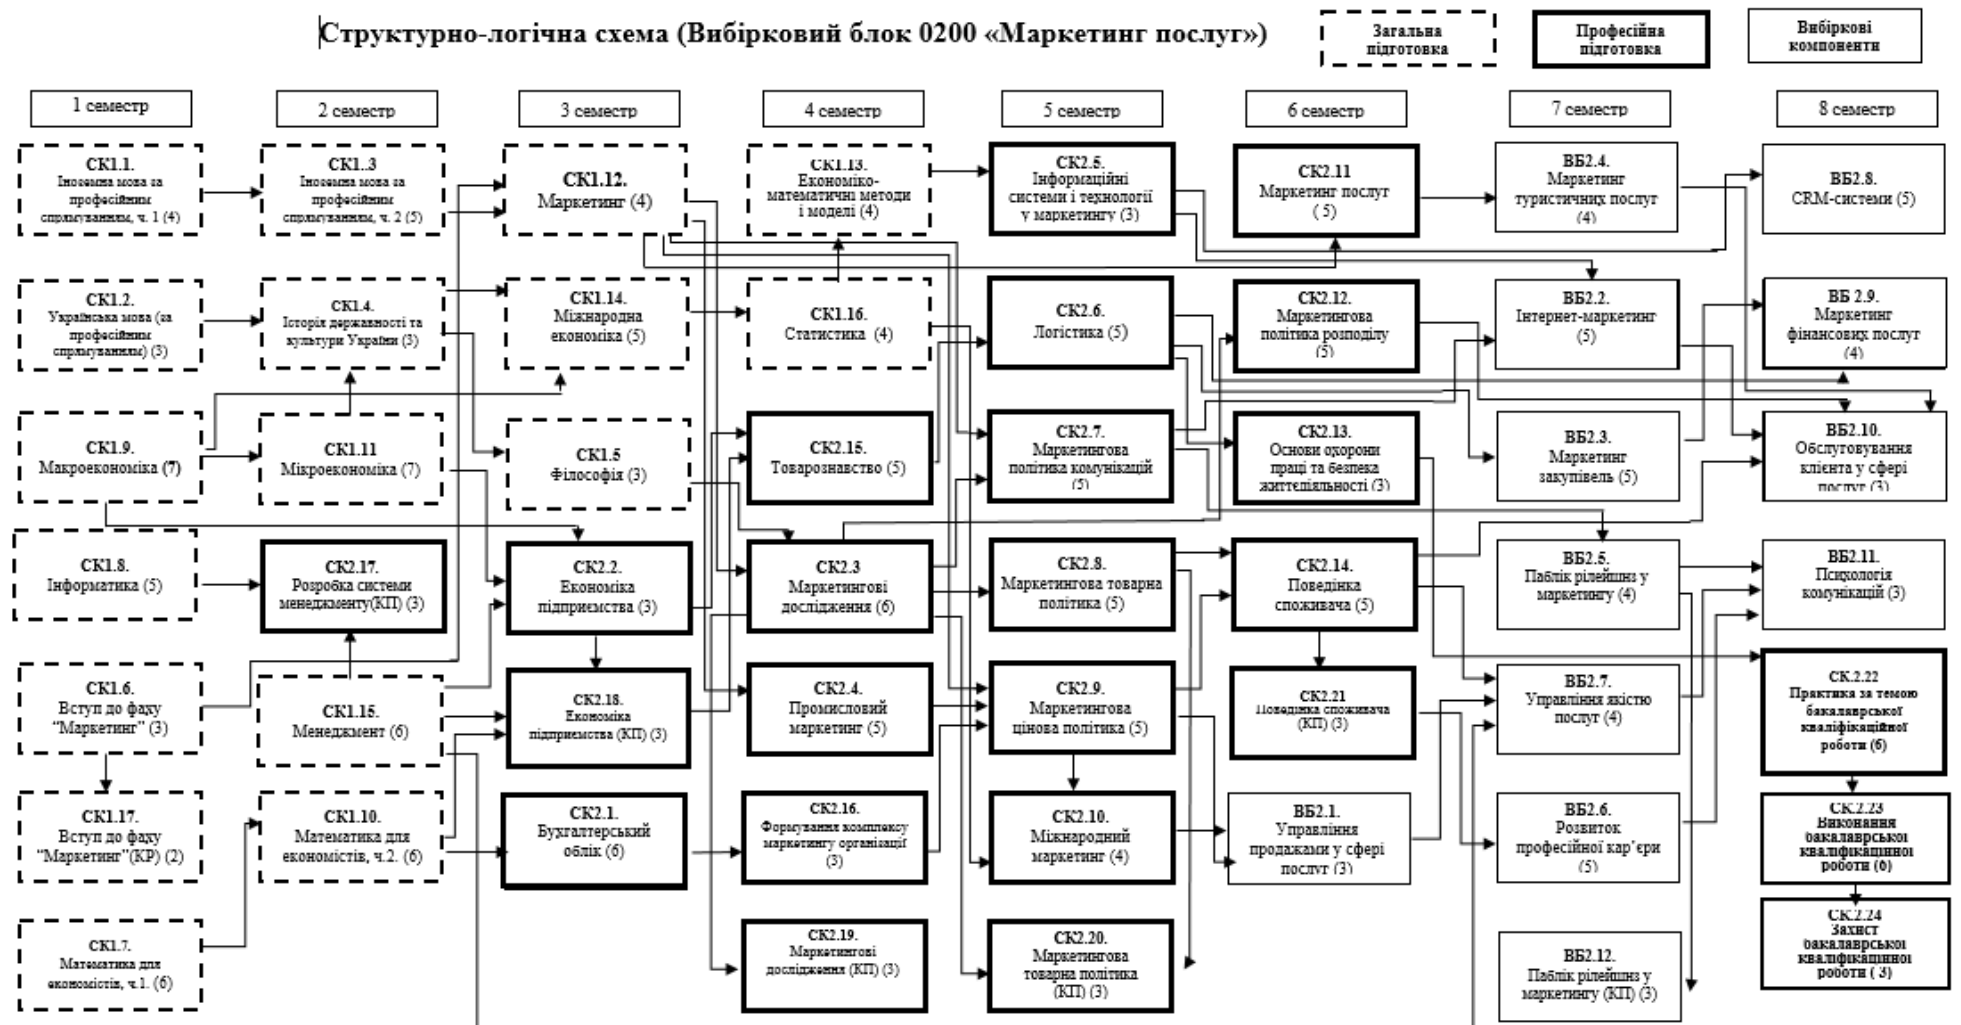 Структурно-логічна схема (Вибірковий блок 0200 «Маркетинг послуг»)
Загальна
підготовка
Професійна
підготовка
Вибіркові
компоненти
1 семестр
2 семестр
3 семестр
4 семестр
5 семестр
6 семестр
7 семестр
8 семестр
СК1.1.
Іноземна мова за
професійним
спрямуванням, ч. 1 (4)
СК1..3
Іноземна мова за
професійним
спрямуванням, ч. 2 (5)
СК1.12.
Маркетинг (4)
СК1.13.
Економіко-
математичні методи
і моделі (4)
СК2.5.
Інформаційні
системи і технології
у маркетингу (3)
СК2.11
Маркетинг послуг
( 5)
ВБ2.4.
Маркетинг
туристичних послуг
(4)
ВБ2.8.
CRM-системи (5)
СК1.2.
Українська мова (за
професійним
спрямуванням) (3)
СК1.4.
Історія державності та
культури України (3)
СК1.14.
Міжнародна
економіка (5)
СК1.16.
Статистика (4)
СК2.6.
Логістика (5)
СК2.12.
Маркетингова
політика розподілу
(5)
ВБ2.2.
Інтернет-маркетинг
(5)
ВБ 2.9.
Маркетинг
фінансових послуг
(4)
СК1.9.
Макроекономіка (7)
СК1.11
Мікроекономіка (7)
СК1.5
Філософія (3)
СК2.15.
Товарознавство (5)
СК2.7.
Маркетингова
політика комунікацій
(5)
СК2.13.
Основи охорони
праці та безпека
життєдіяльності (3)
ВБ2.3.
Маркетинг
закупівель (5)
ВБ2.10.
Обслуговування
клієнта у сфері
послуг (3)
СК1.8.
Інформатика (5)
СК2.17.
Розробка системи
менеджменту(КП) (3)
СК2.2.
Економіка
підприємства (3)
СК2.3
Маркетингові
дослідження (6)
СК2.8.
Маркетингова товарна
політика (5)
СК2.14.
Поведінка
споживача (5)
ВБ2.5.
Паблік рілейшнз у
маркетингу (4)
ВБ2.11.
Психологія
комунікацій (3)
СК1.6.
Вступ до фаху
“Маркетинг” (3)
СК1.15.
Менеджмент (6)
СК2.18.
Економіка
підприємства (КП) (3)
СК2.4.
Промисловий
маркетинг (5)
СК2.9.
Маркетингова
цінова політика (5)
СК2.21
Поведінка споживача
(КП) (3)
ВБ2.7.
Управління якістю
послуг (4)
СК.2.22
Практика за темою
бакалаврської
кваліфікаційної
роботи (6)
СК1.17.
Вступ до фаху
“Маркетинг”(КР) (2)
СК1.10.
Математика для
економістів, ч.2. (6)
СК2.1.
Бухгалтерський
облік (6)
СК2.16.
Формування комплексу
маркетингу організації
(3)
СК2.10.
Міжнародний
маркетинг (4)
ВБ2.1.
Управління
продажами у сфері
послуг (3)
ВБ2.6.
Розвиток
професійної кар’єри
(5)
СК.2.23
Виконання
бакалаврської
кваліфікаційної
роботи (6)
СК1.7.
Математика для
економістів, ч.1. (6)
СК2.19.
Маркетингові
дослідження (КП) (3)
СК2.20.
Маркетингова
товарна політика
(КП) (3)
ВБ2.12.
Паблік рілейшнз у
маркетингу (КП) (3)
СК.2.24
Захист
бакалаврської
кваліфікаційної
роботи ( 3)